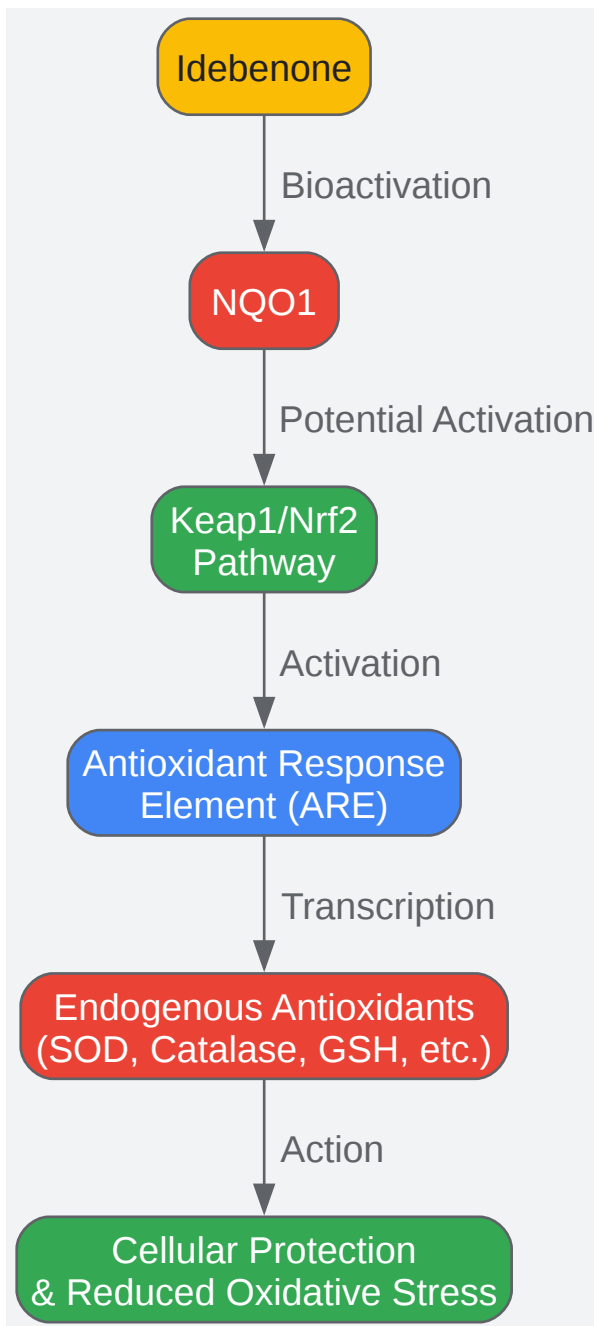 Idebenone
Bioactivation
NQO1
Potential Activation
Keap1/Nrf2
Pathway
Activation
Antioxidant Response
Element (ARE)
Transcription
Endogenous Antioxidants
(SOD, Catalase, GSH, etc.)
Action
Cellular Protection
& Reduced Oxidative Stress